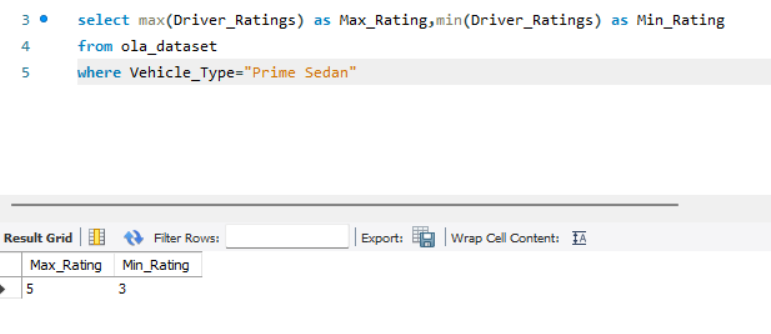 3 select max(Driver_Ratings) as Max_Rating,min(Driver_Ratings) as Min_Rating
4 from ola_dataset
5 where Vehicle_Type="Prime Sedan"
Result Grid Filter Rows: Export: Wrap Cell Content: IA
Max_Rating Min_Rating
5 3